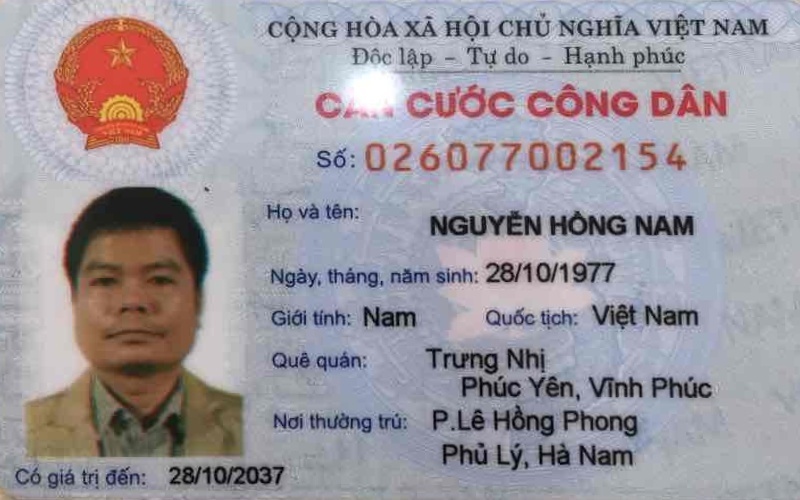 CỘNG HÒA XÃ HỘI CHỦ NGHĨA VIỆT NAM
Độc lập - Tự do - Hạnh phúc
CĂN CƯỚC CÔNG DÂN
Số: 026077002154
Họ và tên: NGUYỄN HỒNG NAM
Ngày, tháng, năm sinh: 28/10/1977
Giới tính: Nam Quốc tịch: Việt Nam
Quê quán: Trưng Nhị
Phúc Yên, Vĩnh Phúc
Nơi thường trú: P.Lê Hồng Phong
Phủ Lý, Hà Nam
Có giá trị đến: 28/10/2037